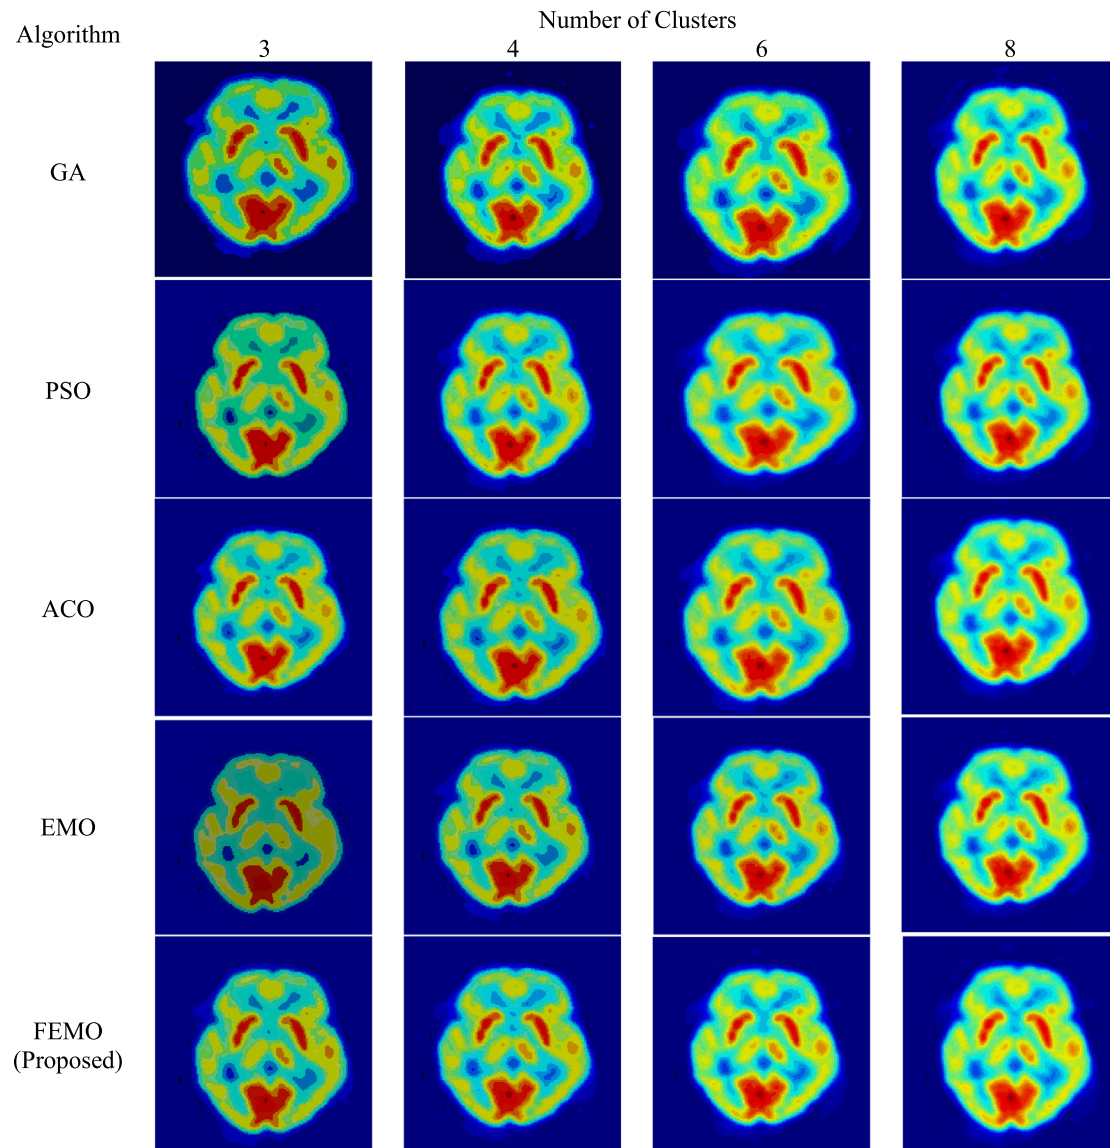 Number of Clusters
Algorithm
3 4 6 8
GA
PSO
ACO
EMO
FEMO
(Proposed)